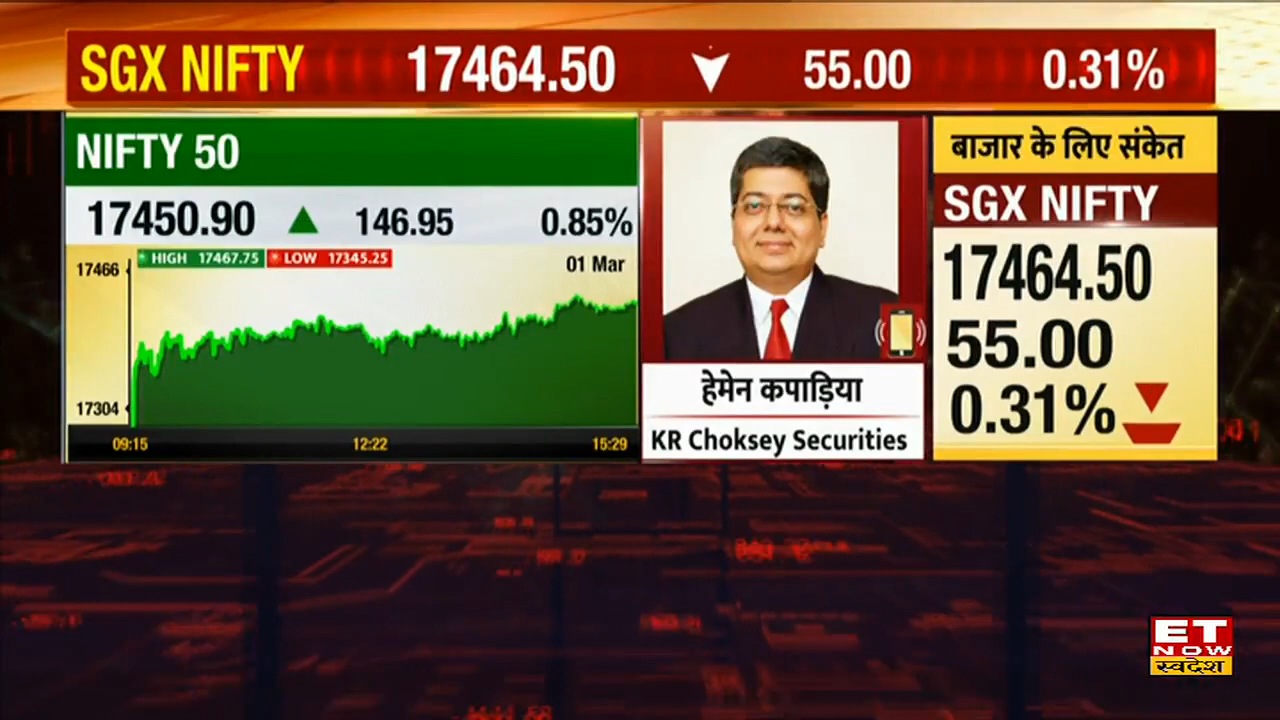 SGX NIFTY 17464.50 55.00 0.31%
NIFTY 50
17450.90 146.95 0.85%
HIGH 17467.75 LOW 17345.25
01 Mar
17466
17304
09:15 12:22 15:29
हेमेन कपाड़िया
KR Choksey Securities
बाजार के लिए संकेत
SGX NIFTY
17464.50
55.00
0.31%
ET
NOW
स्वदेश